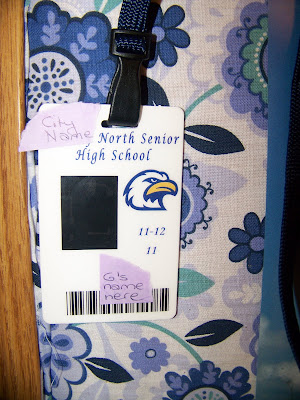 City
Name
North Senior
High School
11-12
11
G's
name
here